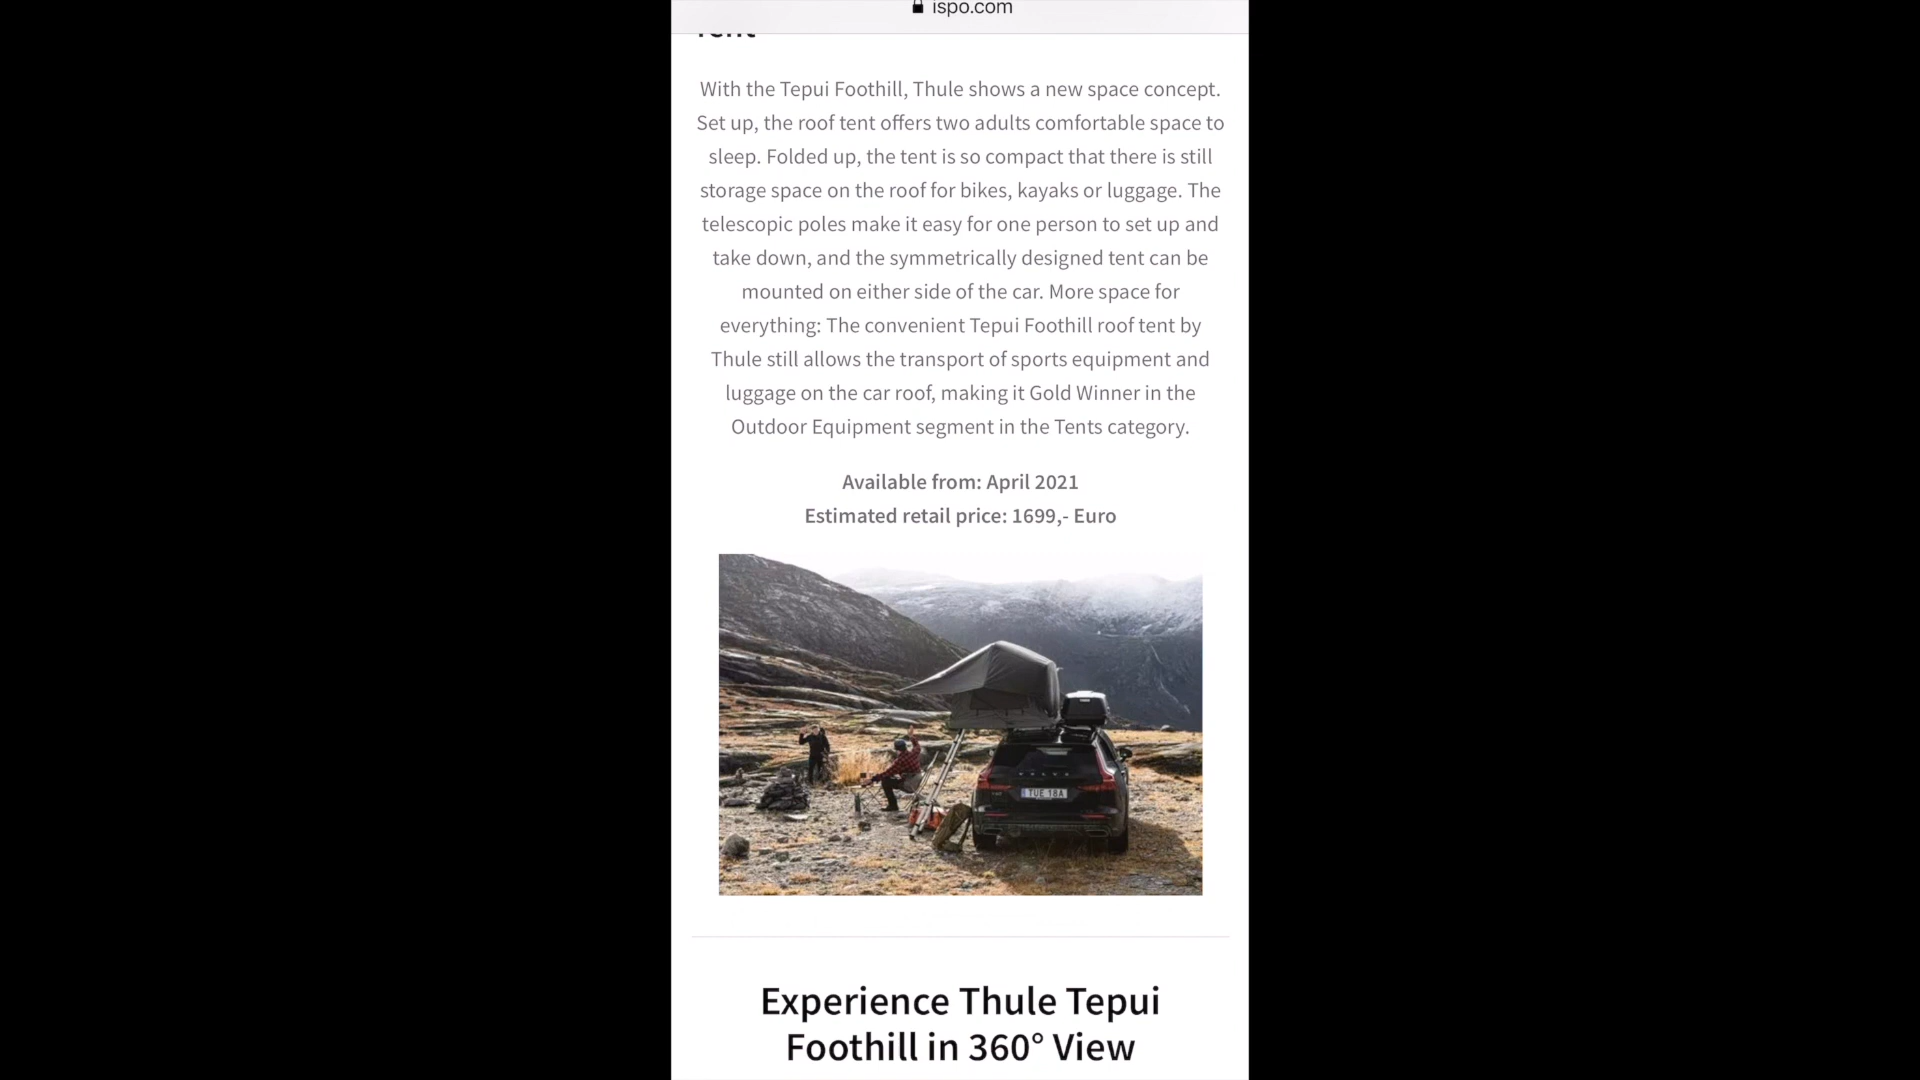 ispo.com
Tent
With the Tepui Foothill, Thule shows a new space concept.
Set up, the roof tent offers two adults comfortable space to
sleep. Folded up, the tent is so compact that there is still
storage space on the roof for bikes, kayaks or luggage. The
telescopic poles make it easy for one person to set up and
take down, and the symmetrically designed tent can be
mounted on either side of the car. More space for
everything: The convenient Tepui Foothill roof tent by
Thule still allows the transport of sports equipment and
luggage on the car roof, making it Gold Winner in the
Outdoor Equipment segment in the Tents category.
Available from: April 2021
Estimated retail price: 1699,- Euro
VOLVO
TUE 18A
Experience Thule Tepui
Foothill in 360° View